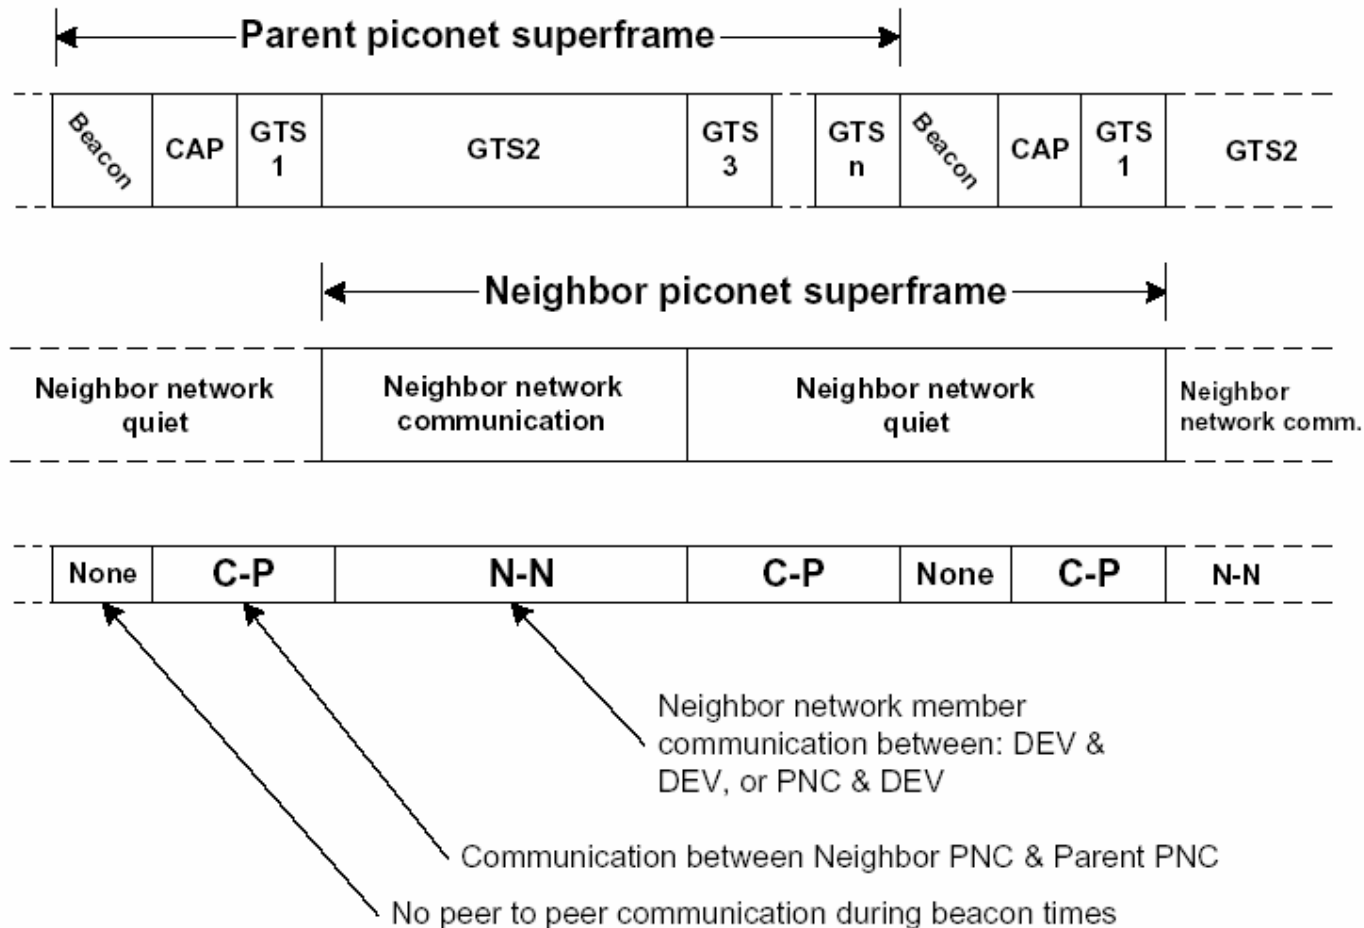 Parent piconet superframe
Beacon
CAP
GTS
1
GTS2
GTS
3
GTS
n
Beacon
CAP
GTS
1
GTS2
Neighbor piconet superframe
Neighbor network
quiet
Neighbor network
communication
Neighbor network
quiet
Neighbor
network comm.
None
C-P
N-N
C-P
None
C-P
N-N
Neighbor network member
communication between: DEV &
DEV, or PNC & DEV
Communication between Neighbor PNC & Parent PNC
No peer to peer communication during beacon times